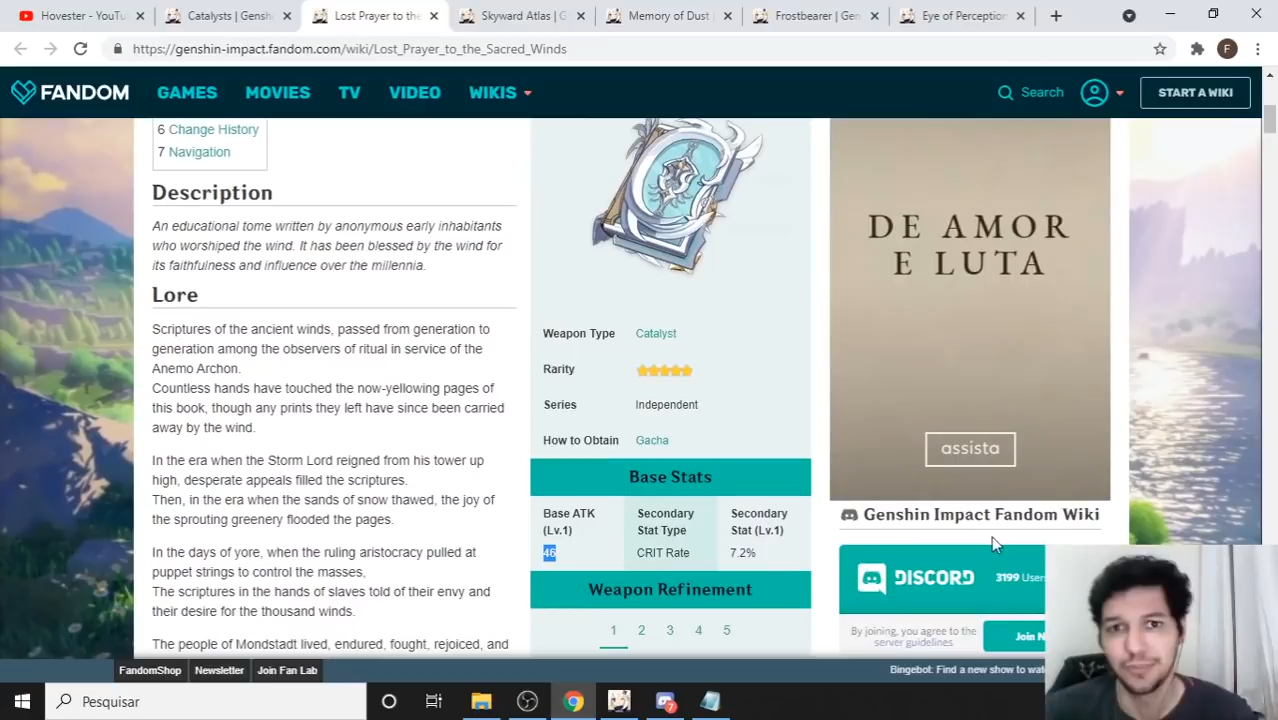 Hovester - YouTu
Catalysts | Gensh
Lost Prayer to the
Skyward Atlas | G
Memory of Dust |
Frostbearer | Gen
Eye of Perception
https://genshin-impact.fandom.com/wiki/Lost_Prayer_to_the_Sacred_Winds
F
FANDOM
GAMES
MOVIES
TV
VIDEO
WIKIS
Search
START A WIKI
6 Change History
7 Navigation
Description
An educational tome written by anonymous early inhabitants
who worshiped the wind. It has been blessed by the wind for
its faithfulness and influence over the millennia.
Lore
Scriptures of the ancient winds, passed from generation to
generation among the observers of ritual in service of the
Anemo Archon.
Countless hands have touched the now-yellowing pages of
this book, though any prints they left have since been carried
away by the wind.
In the era when the Storm Lord reigned from his tower up
high, desperate appeals filled the scriptures.
Then, in the era when the sands of snow thawed, the joy of
the sprouting greenery flooded the pages.
In the days of yore, when the ruling aristocracy pulled at
puppet strings to control the masses,
The scriptures in the hands of slaves told of their envy and
their desire for the thousand winds.
The people of Mondstadt lived, endured, fought, rejoiced, and
Weapon Type Catalyst
Rarity
Series Independent
How to Obtain Gacha
Base Stats
Base ATK
(Lv.1)
Secondary
Stat Type
Secondary
Stat (Lv.1)
46
CRIT Rate
7.2%
Weapon Refinement
1 2 3 4 5
DE AMOR
E LUTA
assista
Genshin Impact Fandom Wiki
DISCORD
3199 Users
By joining, you agree to the
server guidelines.
Join N
FandomShop
Newsletter
Join Fan Lab
Bingebot: Find a new show to wat
Pesquisar
7